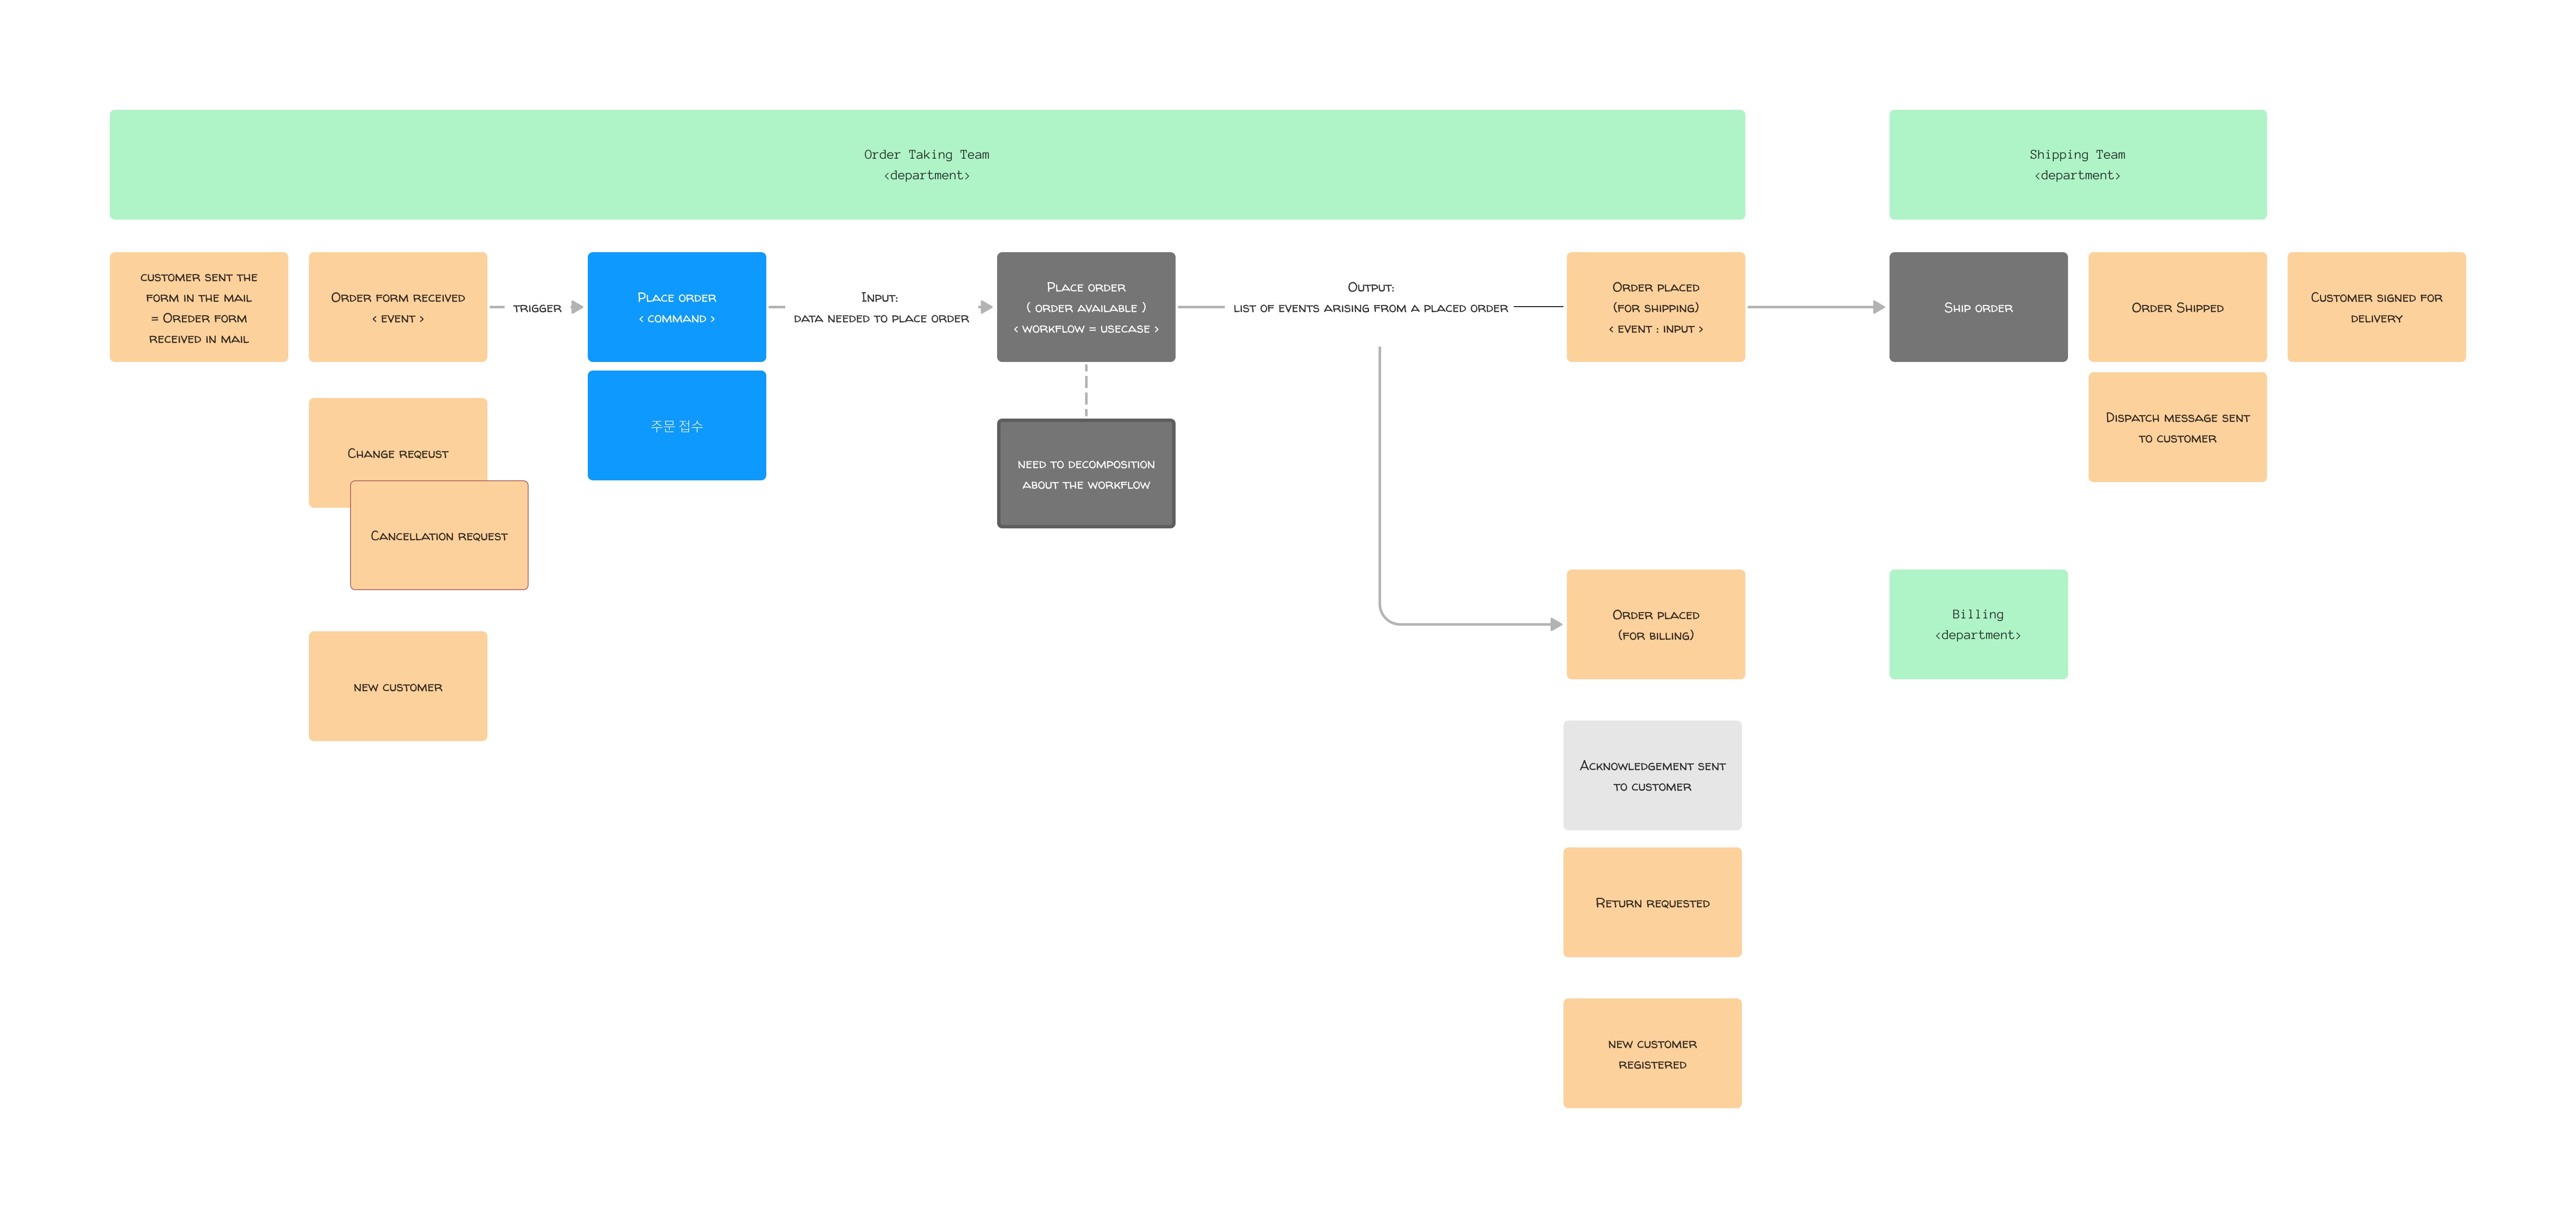 Order Taking Team
<department>
Shipping Team
<department>
customer sent the
form in the mail
= Oreder form
received in mail
Order form received
< event >
trigger
Place order
< command >
Input:
data needed to place order
Place order
( order available )
< workflow = usecase >
Output:
list of events arising from a placed order
Order placed
(for shipping)
< event : input >
Ship order
Order Shipped
Customer signed for
delivery
주문 접수
Change reqeust
Cancellation request
need to decomposition
about the workflow
Dispatch message sent
to customer
new customer
Order placed
(for billing)
Billing
<department>
Acknowledgement sent
to customer
Return requested
new customer
registered